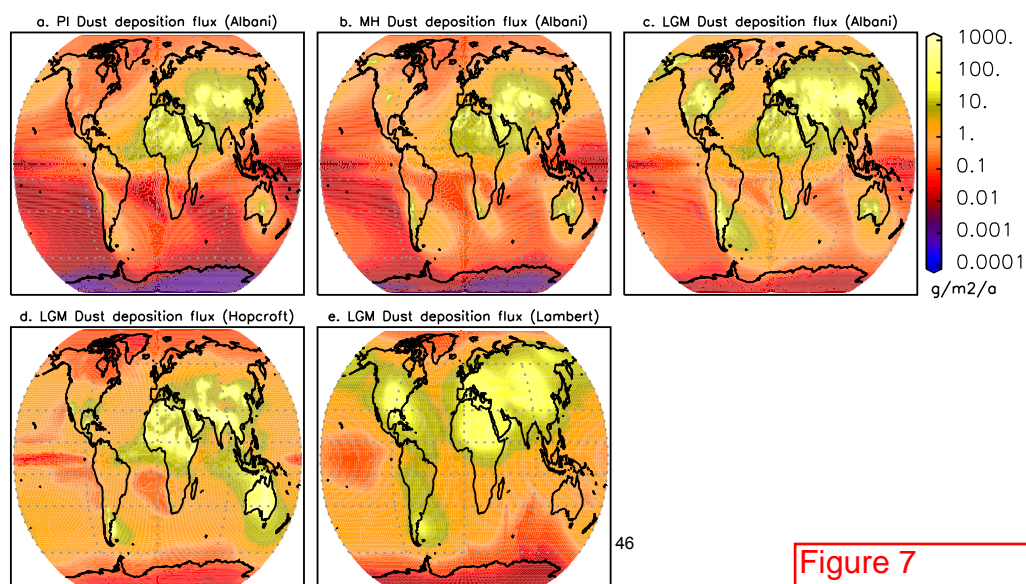 a. PI Dust deposition flux (Albani)
b. MH Dust deposition flux (Albani)
c. LGM Dust deposition flux (Albani)
1000.
100.
10.
1.
0.1
0.01
0.001
0.0001
g/m2/a
d. LGM Dust deposition flux (Hopcroft)
e. LGM Dust deposition flux (Lambert)
46
Figure 7